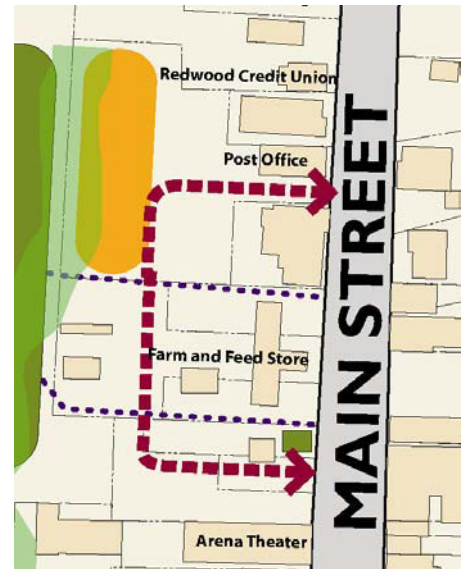 Redwood Credit Union
Post Office
MAIN STREET
Farm and Feed Store
Arena Theater